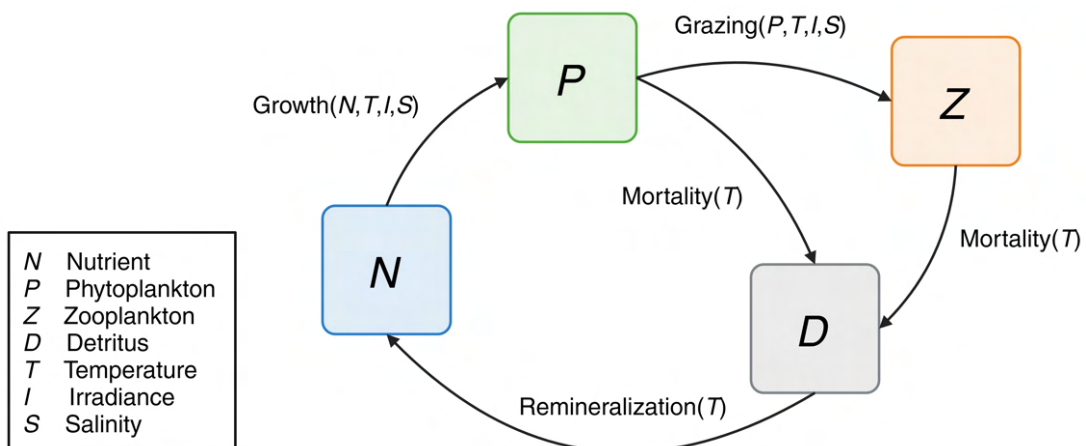 Grazing(P,T,I,S)
P
Z
Growth(N,T,I,S)
Mortality(T)
Mortality(T)
N
D
Remineralization(T)
N Nutrient
P Phytoplankton
Z Zooplankton
D Detritus
T Temperature
I Irradiance
S Salinity